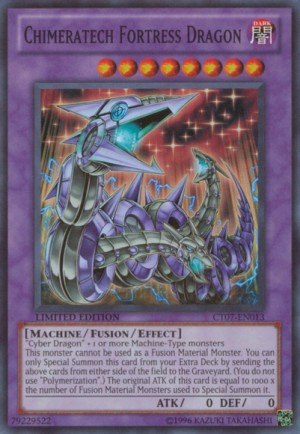 CHIMERATECH FORTRESS DRAGON
DARK
闇
LIMITED EDITION
CT07-EN013
[MACHINE/FUSION/EFFECT]
"Cyber Dragon" + 1 or more Machine-Type monsters
This monster cannot be used as a Fusion Material Monster. You can
only Special Summon this card from your Extra Deck by sending the
above cards from either side of the field to the Graveyard. (You do not
use "Polymerization".) The original ATK of this card is equal to 1000 x
the number of Fusion Material Monsters used to Special Summon it.
ATK/ 0 DEF/ 0
79229522
©1996 KAZUKI TAKAHASHI